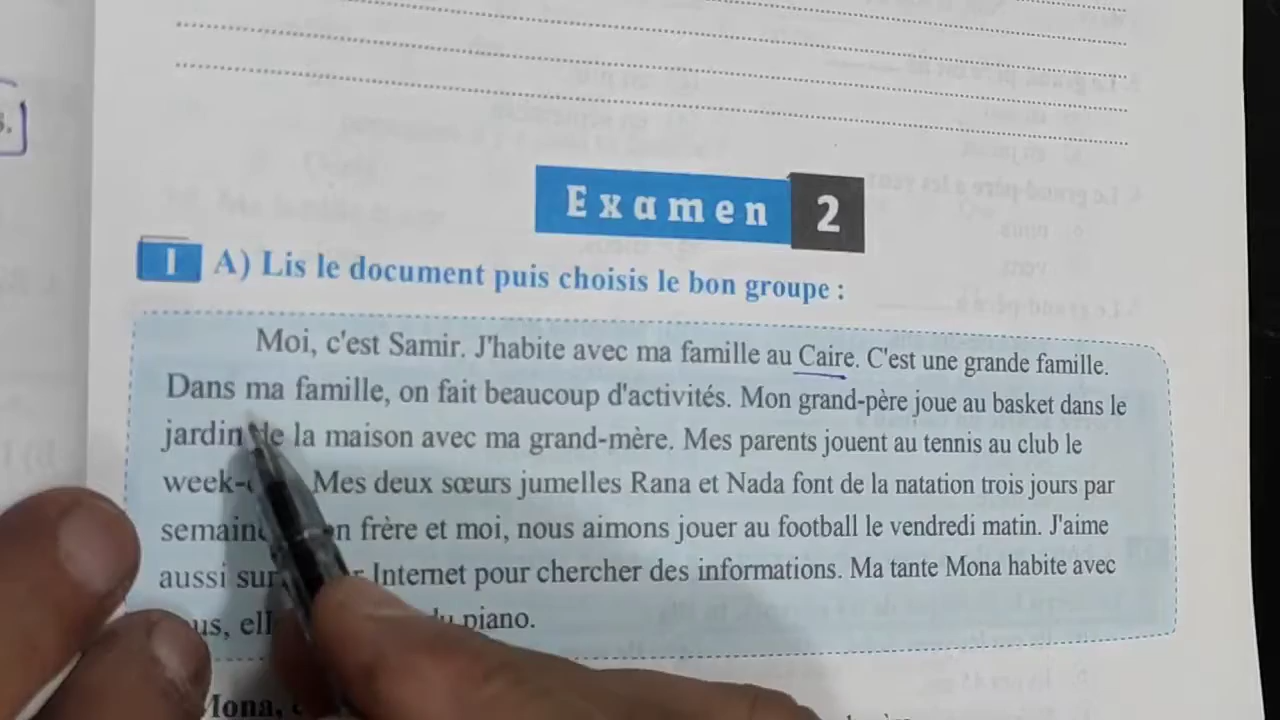 Examen 2
1 A) Lis le document puis choisis le bon groupe :
Moi, c'est Samir. J'habite avec ma famille au Caire. C'est une grande famille.
Dans ma famille, on fait beaucoup d'activités. Mon grand-père joue au basket dans le
jardin de la maison avec ma grand-mère. Mes parents jouent au tennis au club le
week- Mes deux sœurs jumelles Rana et Nada font de la natation trois jours par
semaine frère et moi, nous aimons jouer au football le vendredi matin. J'aime
aussi Internet pour chercher des informations. Ma tante Mona habite avec
piano.
Mona,